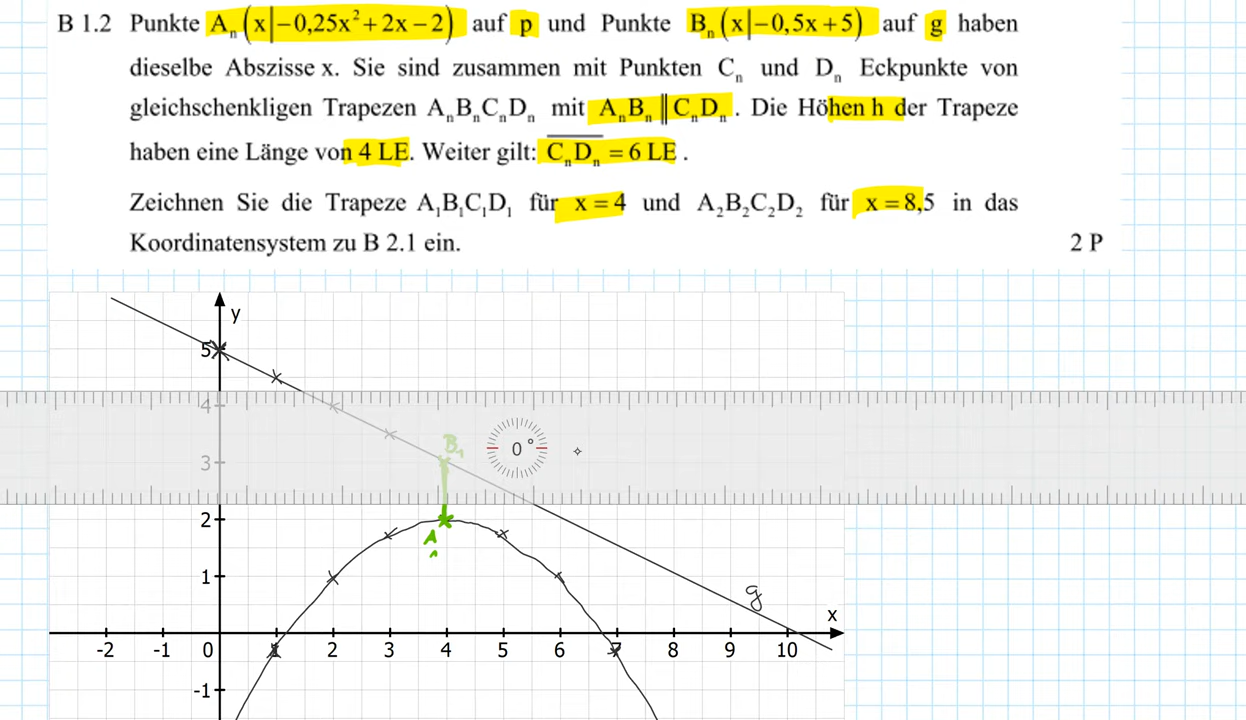 B 1.2 Punkte Aₙ(x|−0,25x²+2x−2) auf p und Punkte Bₙ(x|−0,5x+5) auf g haben
dieselbe Abszisse x. Sie sind zusammen mit Punkten Cₙ und Dₙ Eckpunkte von
gleichschenkligen Trapezen AₙBₙCₙDₙ mit AₙBₙ ∥ CₙDₙ. Die Höhen h der Trapeze
haben eine Länge von 4 LE. Weiter gilt: C̅ₙD̅ₙ = 6 LE.
Zeichnen Sie die Trapeze A₁B₁C₁D₁ für x = 4 und A₂B₂C₂D₂ für x = 8,5 in das
Koordinatensystem zu B 2.1 ein. 2 P
y
5
4
B₁
0°
3
2
A₁
1
g
x
-2 -1 0 1 2 3 4 5 6 7 8 9 10
-1